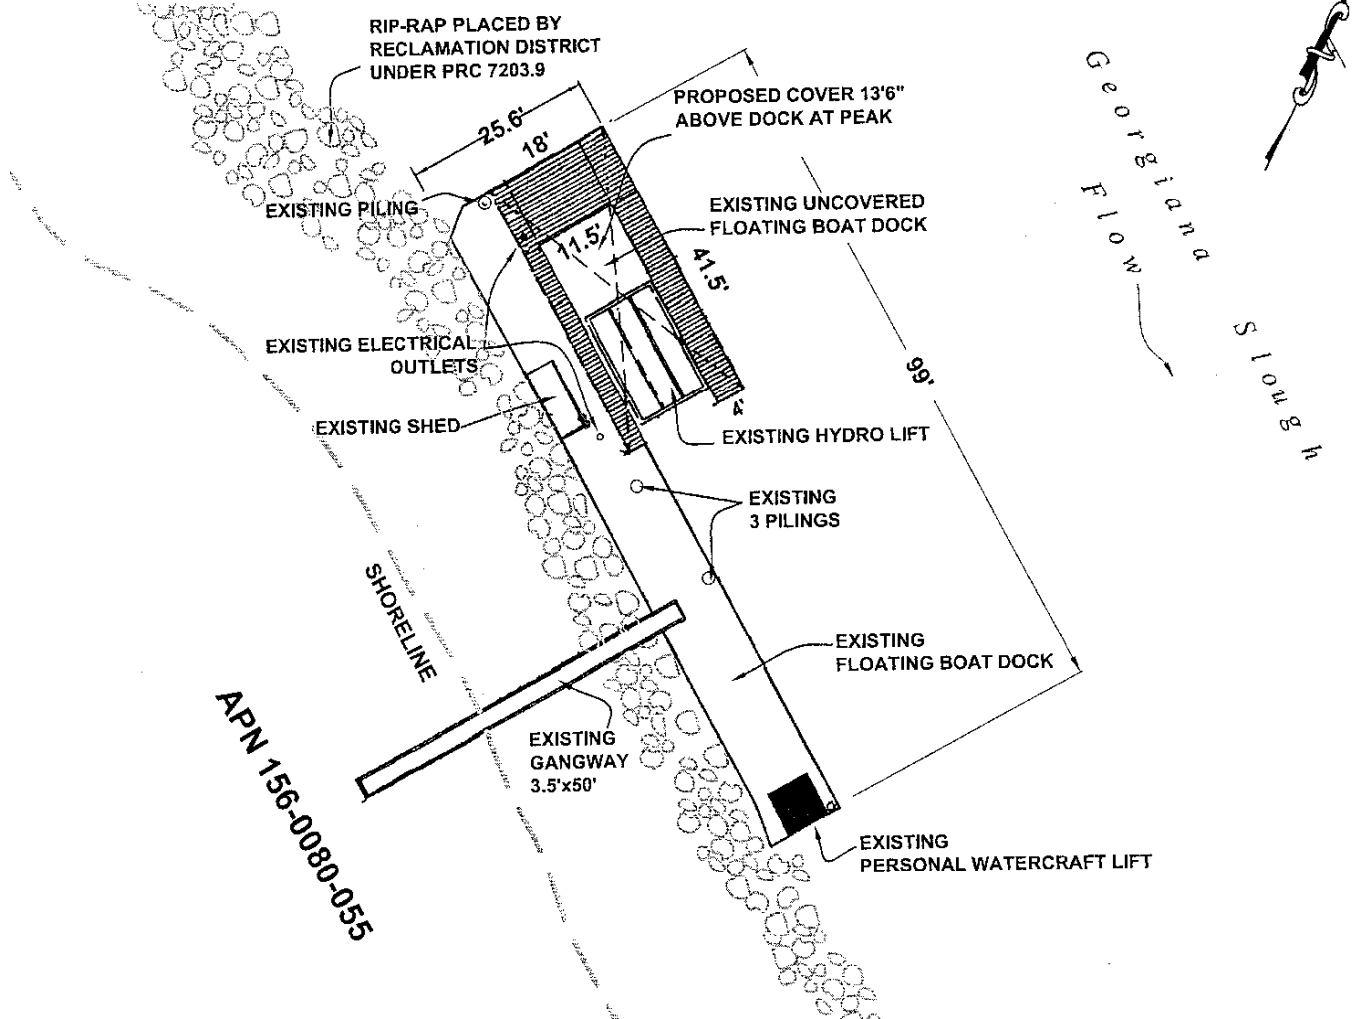 RIP-RAP PLACED BY
RECLAMATION DISTRICT
UNDER PRC 7203.9
25.6'
18'
PROPOSED COVER 13'6"
ABOVE DOCK AT PEAK
EXISTING PILING
EXISTING UNCOVERED
FLOATING BOAT DOCK
11.5'
41.5'
Georgiana Slough
Flow
EXISTING ELECTRICAL
OUTLETS
99'
4'
EXISTING SHED
EXISTING HYDRO LIFT
EXISTING
3 PILINGS
SHORELINE
EXISTING
FLOATING BOAT DOCK
APN 156-0080-055
EXISTING
GANGWAY
3.5'x50'
EXISTING
PERSONAL WATERCRAFT LIFT